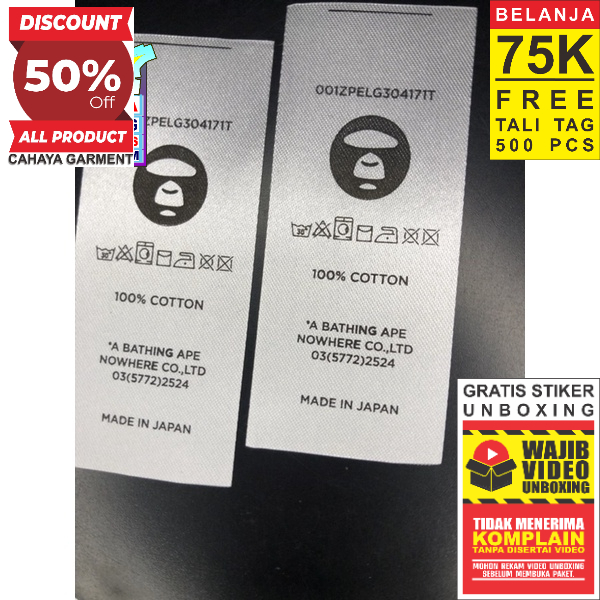 DISCOUNT
50%
Off
ALL PRODUCT
CAHAYA GARMENT
BELANJA
75K
FREE
TALI TAG
500 PCS
ZPELG304171T
100% COTTON
*A BATHING APE
NOWHERE CO.,LTD
03(5772)2524
MADE IN JAPAN
001ZPELG304171T
100% COTTON
*A BATHING APE
NOWHERE CO.,LTD
03(5772)2524
MADE IN JAPAN
GRATIS STIKER
UNBOXING
WAJIB
VIDEO
UNBOXING
TIDAK MENERIMA
KOMPLAIN
TANPA DISERTAI VIDEO
MOHON REKAM VIDEO UNBOXING
SEBELUM MEMBUKA PAKET.